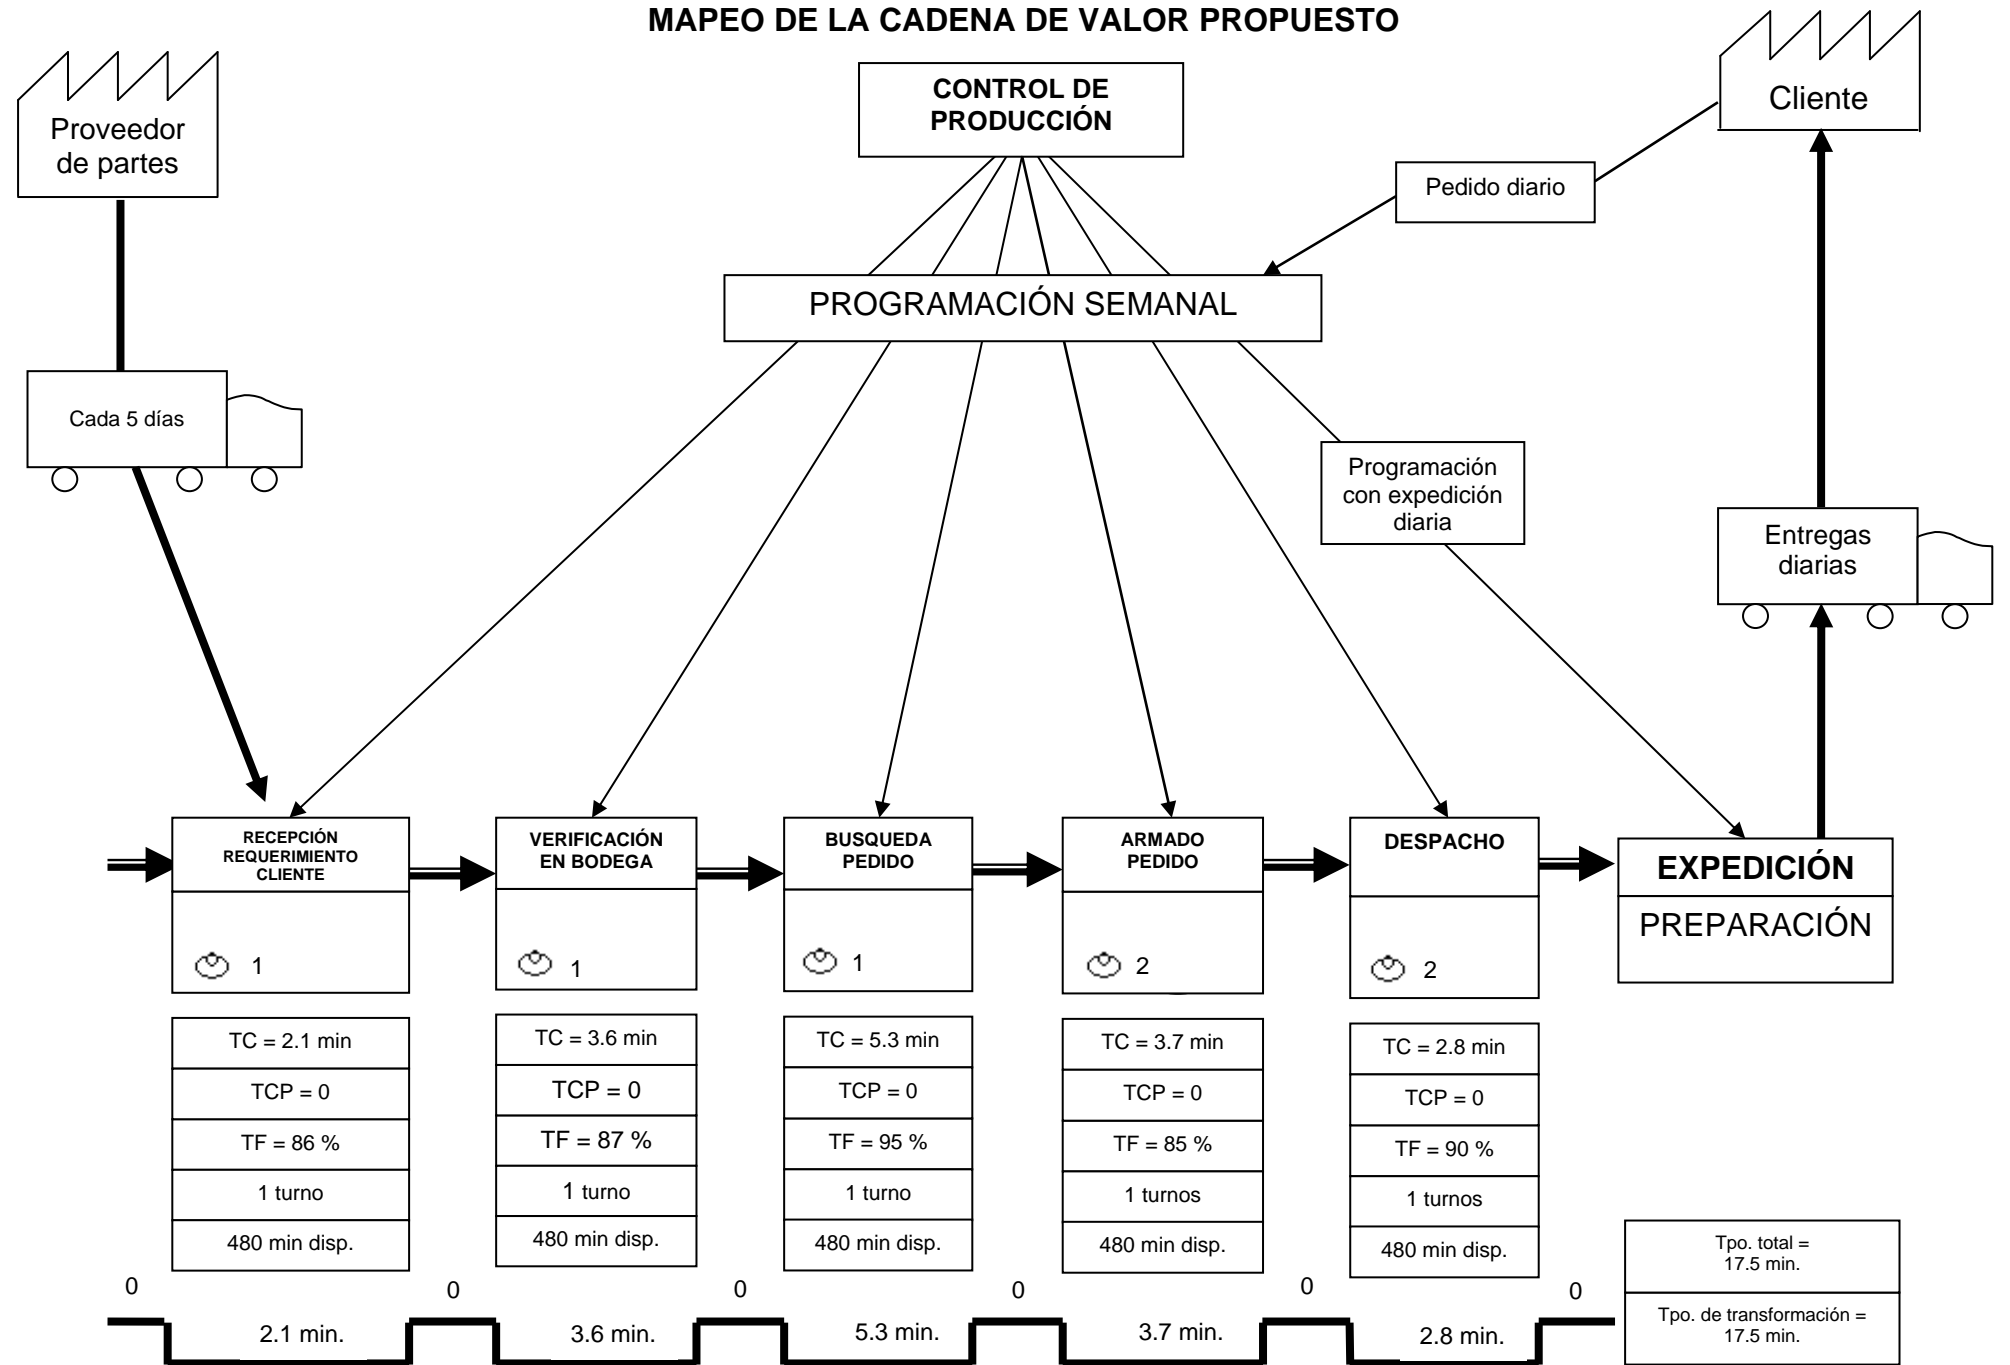 MAPEO DE LA CADENA DE VALOR PROPUESTO
Proveedor
de partes
CONTROL DE
PRODUCCIÓN
Cliente
Pedido diario
PROGRAMACIÓN SEMANAL
Cada 5 días
Programación
con expedición
diaria
Entregas
diarias
RECEPCIÓN
REQUERIMIENTO
CLIENTE
1
VERIFICACIÓN
EN BODEGA
1
BUSQUEDA
PEDIDO
1
ARMADO
PEDIDO
2
DESPACHO
2
EXPEDICIÓN
PREPARACIÓN
TC = 2.1 min
TCP = 0
TF = 86 %
1 turno
480 min disp.
TC = 3.6 min
TCP = 0
TF = 87 %
1 turno
480 min disp.
TC = 5.3 min
TCP = 0
TF = 95 %
1 turno
480 min disp.
TC = 3.7 min
TCP = 0
TF = 85 %
1 turnos
480 min disp.
TC = 2.8 min
TCP = 0
TF = 90 %
1 turnos
480 min disp.
0
2.1 min.
0
3.6 min.
0
5.3 min.
0
3.7 min.
0
2.8 min.
0
Tpo. total =
17.5 min.
Tpo. de transformación =
17.5 min.